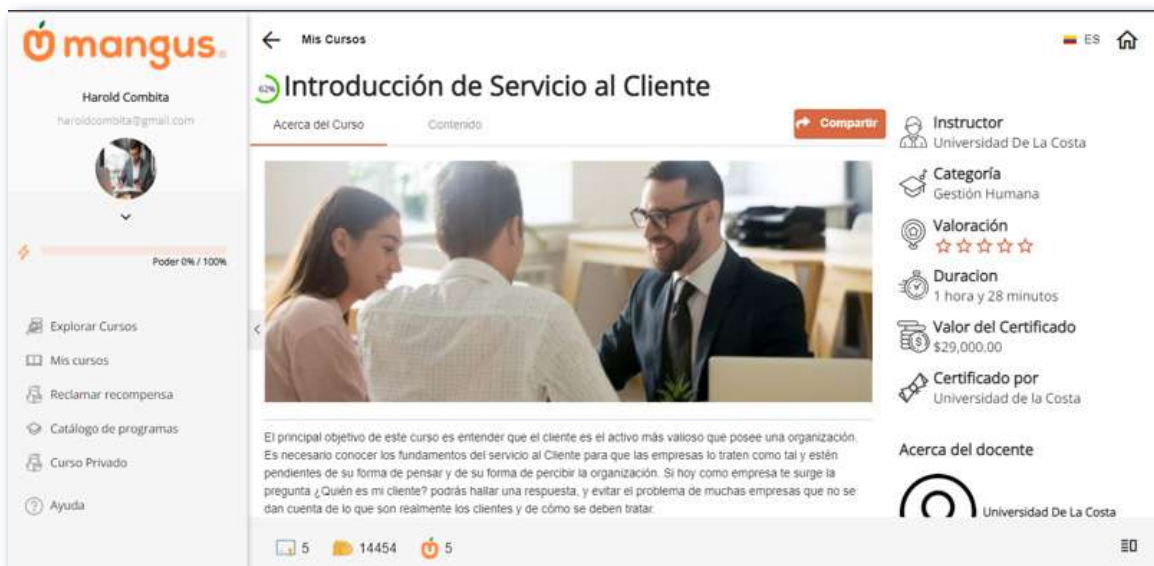 mangus
Harold Combita
haroldcombita@gmail.com
Poder 0% / 100%
Explorar Cursos
Mis cursos
Reclamar recompensa
Catálogo de programas
Curso Privado
Ayuda
Mis Cursos
ES
62%
Introducción de Servicio al Cliente
Acerca del Curso
Contenido
Compartir
El principal objetivo de este curso es entender que el cliente es el activo más valioso que posee una organización.
Es necesario conocer los fundamentos del servicio al Cliente para que las empresas lo traten como tal y estén
pendientes de su forma de pensar y de su forma de percibir la organización. Si hoy como empresa te surge la
pregunta ¿Quién es mi cliente? podrás hallar una respuesta, y evitar el problema de muchas empresas que no se
dan cuenta de lo que son realmente los clientes y de cómo se deben tratar.
Instructor
Universidad De La Costa
Categoría
Gestión Humana
Valoración
Duracion
1 hora y 28 minutos
Valor del Certificado
$29,000.00
Certificado por
Universidad de la Costa
Acerca del docente
Universidad De La Costa
5
14454
5